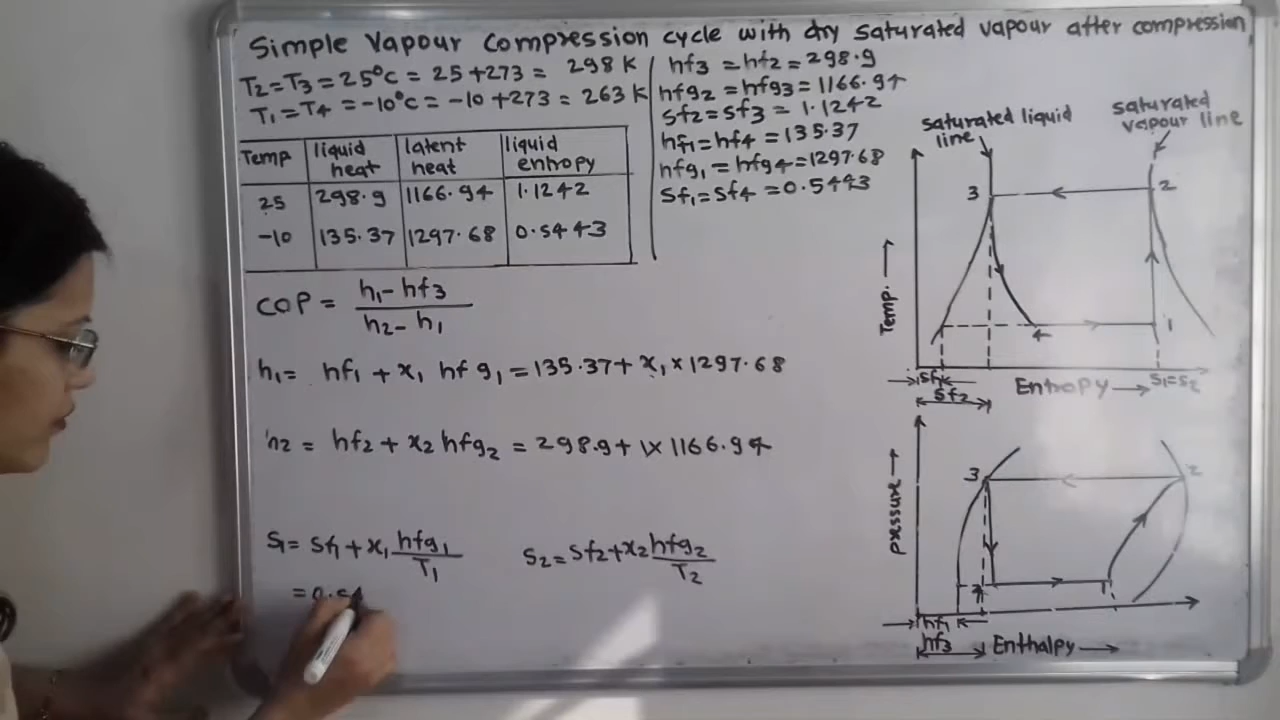 Simple Vapour Compression cycle with dry saturated vapour after compression
T2=T3=25°C = 25+273 = 298 K
T1=T4 = -10°C = -10+273 = 263 K
hf3 = hf2 = 298.9
hfg2 = hfg3 = 1166.94
sf2 = sf3 = 1.1242
hf1 = hf4 = 135.37
hfg1 = hfg4 = 1297.68
sf1 = sf4 = 0.5443
Temp liquid heat latent heat liquid entropy
25 298.9 1166.94 1.1242
-10 135.37 1297.68 0.5443
COP = h1 - hf3 / h2 - h1
h1 = hf1 + x1 hfg1 = 135.37 + x1 × 1297.68
h2 = hf2 + x2 hfg2 = 298.9 + 1 × 1166.94
s1 = sf1 + x1 hfg1 / T1
s2 = sf2 + x2 hfg2 / T2
= 0.54
saturated liquid line
saturated vapour line
3
2
4
1
Temp.
sf1
sf2
Entropy
s1=s2
3
2
4
1
pressure
hf1
hf3
Enthalpy